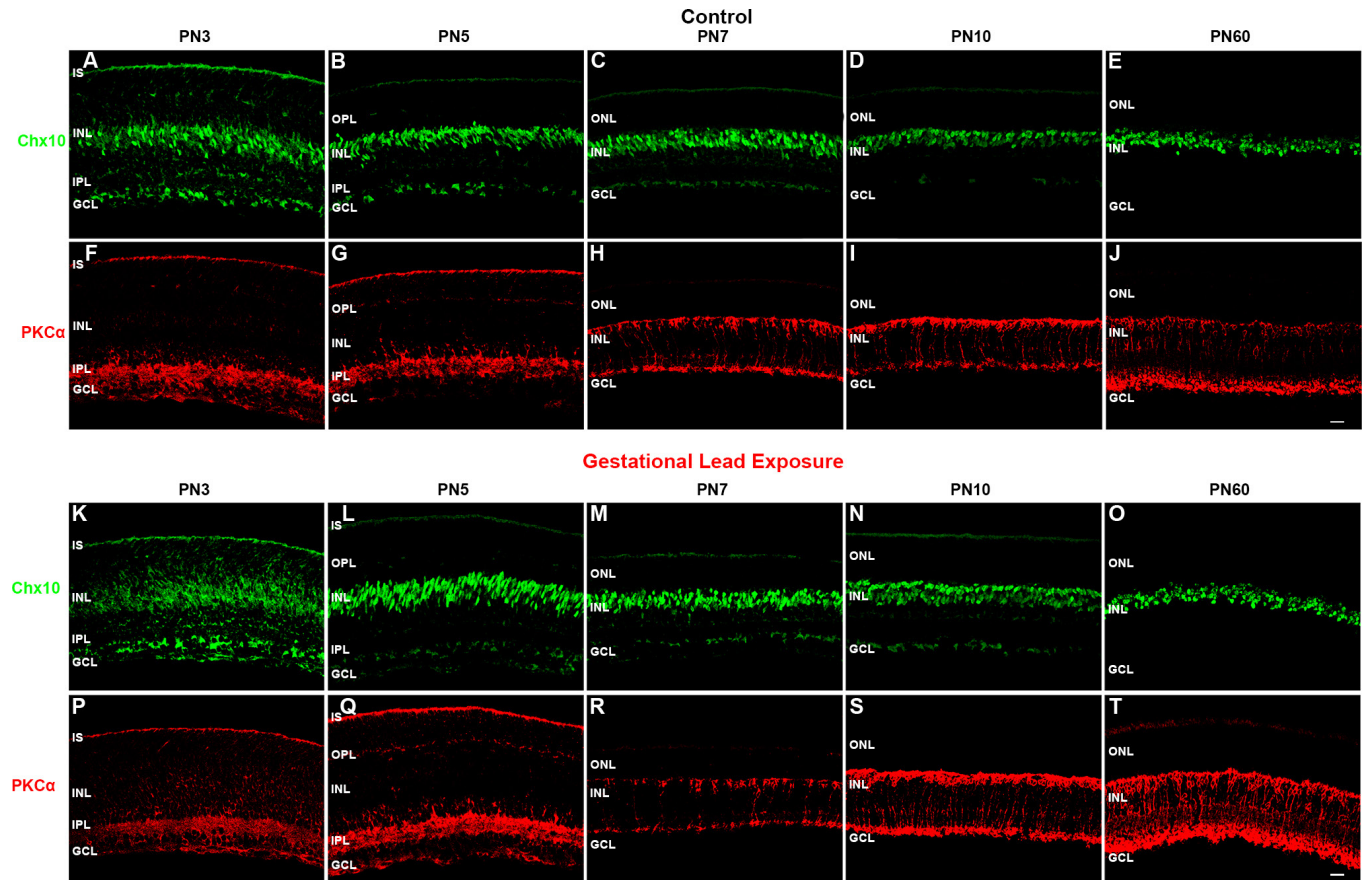 Control
PN3 PN5 PN7 PN10 PN60
Chx10
A IS INL IPL GCL
B OPL INL IPL GCL
C ONL INL GCL
D ONL INL GCL
E ONL INL GCL
PKCα
F IS INL IPL GCL
G OPL INL IPL GCL
H ONL INL GCL
I ONL INL GCL
J ONL INL GCL
Gestational Lead Exposure
PN3 PN5 PN7 PN10 PN60
Chx10
K IS INL IPL GCL
L IS OPL INL IPL GCL
M ONL INL GCL
N ONL INL GCL
O ONL INL GCL
PKCα
P IS INL IPL GCL
Q IS OPL INL IPL GCL
R ONL INL GCL
S ONL INL GCL
T ONL INL GCL